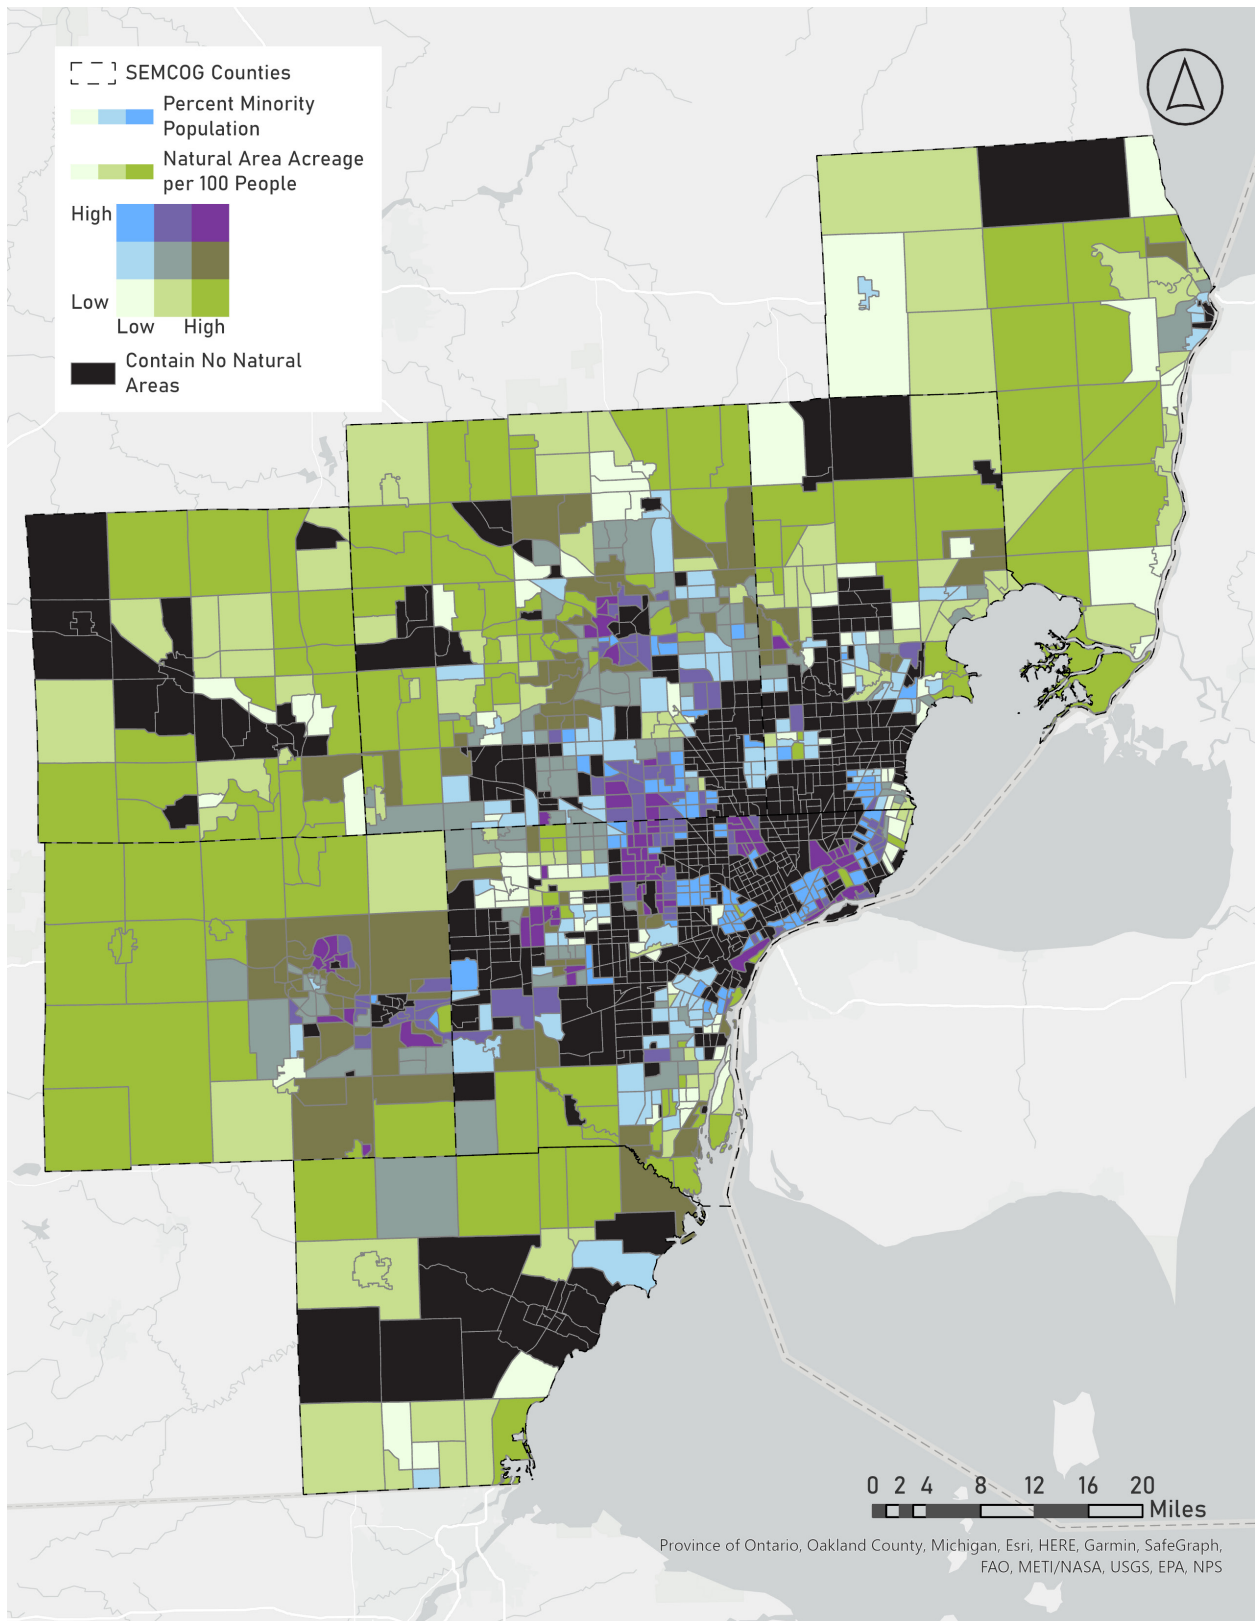 SEMCOG Counties
Percent Minority
Population
Natural Area Acreage
per 100 People
High
Low
Low High
Contain No Natural
Areas
0 2 4 8 12 16 20
Miles
Province of Ontario, Oakland County, Michigan, Esri, HERE, Garmin, SafeGraph,
FAO, METI/NASA, USGS, EPA, NPS